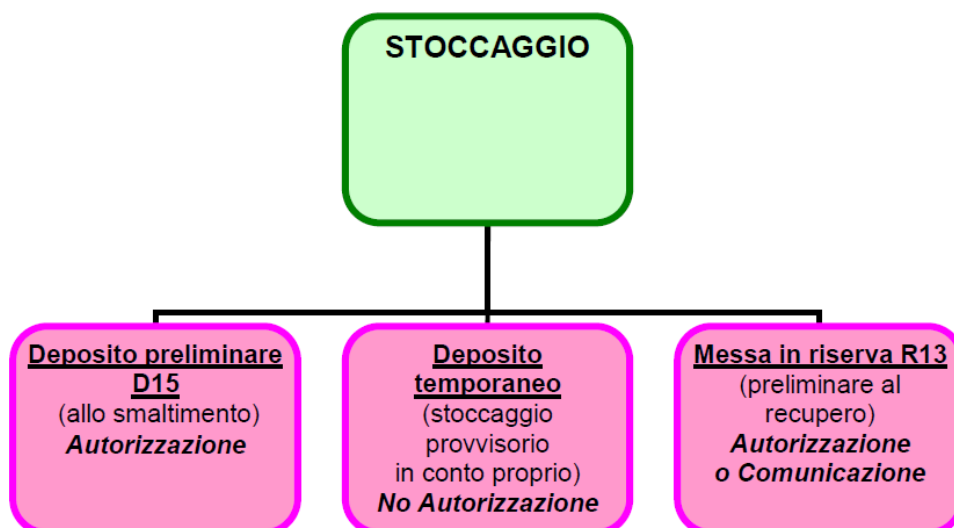 STOCCAGGIO
Deposito preliminare
D15
(allo smaltimento)
Autorizzazione
Deposito
temporaneo
(stoccaggio
provvisorio
in conto proprio)
No Autorizzazione
Messa in riserva R13
(preliminare al
recupero)
Autorizzazione
o Comunicazione